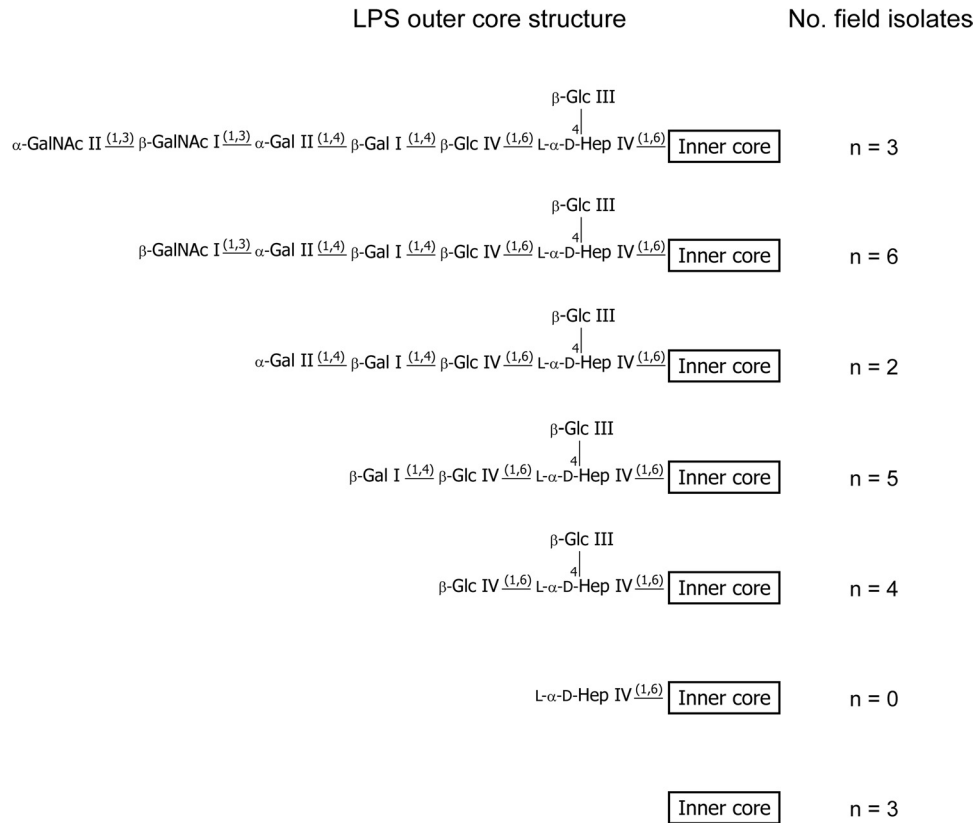 LPS outer core structure No. field isolates
β-Glc III
4
α-GalNAc II (1,3) β-GalNAc I (1,3) α-Gal II (1,4) β-Gal I (1,4) β-Glc IV (1,6) L-α-D-Hep IV (1,6) Inner core n = 3
β-Glc III
4
β-GalNAc I (1,3) α-Gal II (1,4) β-Gal I (1,4) β-Glc IV (1,6) L-α-D-Hep IV (1,6) Inner core n = 6
β-Glc III
4
α-Gal II (1,4) β-Gal I (1,4) β-Glc IV (1,6) L-α-D-Hep IV (1,6) Inner core n = 2
β-Glc III
4
β-Gal I (1,4) β-Glc IV (1,6) L-α-D-Hep IV (1,6) Inner core n = 5
β-Glc III
4
β-Glc IV (1,6) L-α-D-Hep IV (1,6) Inner core n = 4
L-α-D-Hep IV (1,6) Inner core n = 0
Inner core n = 3